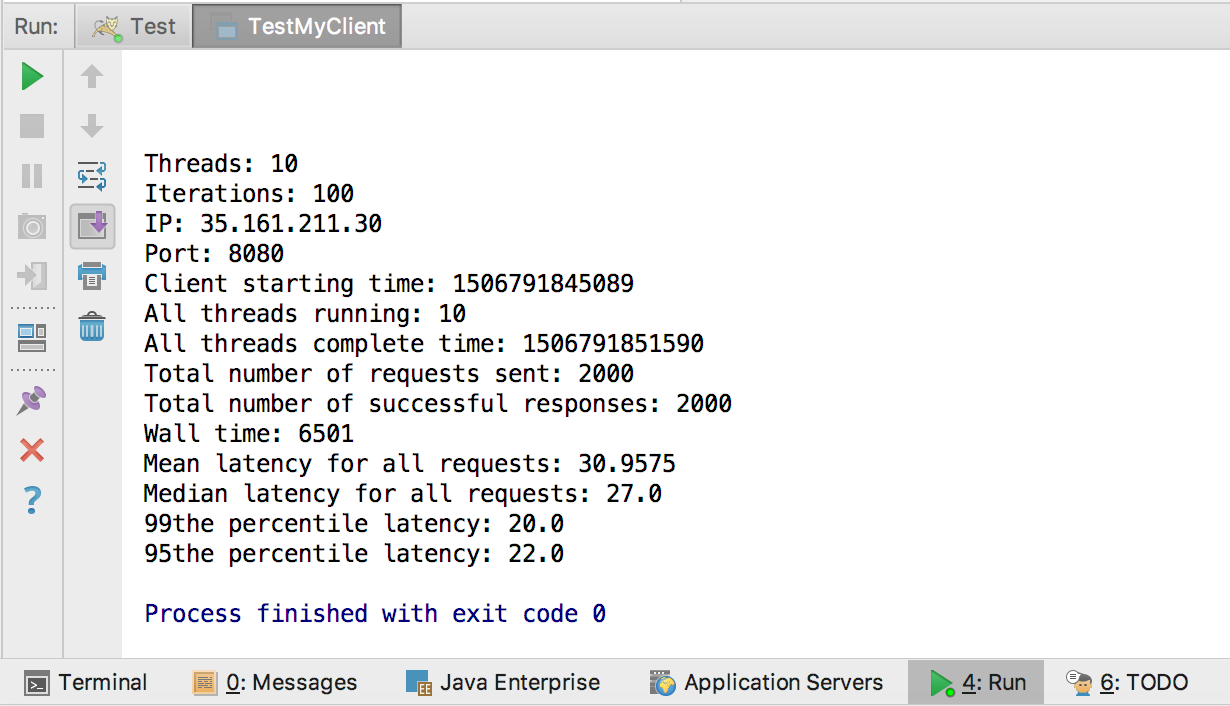 Run: Test TestMyClient
Threads: 10
Iterations: 100
IP: 35.161.211.30
Port: 8080
Client starting time: 1506791845089
All threads running: 10
All threads complete time: 1506791851590
Total number of requests sent: 2000
Total number of successful responses: 2000
Wall time: 6501
Mean latency for all requests: 30.9575
Median latency for all requests: 27.0
99the percentile latency: 20.0
95the percentile latency: 22.0
Process finished with exit code 0
Terminal 0: Messages Java Enterprise Application Servers 4: Run 6: TODO